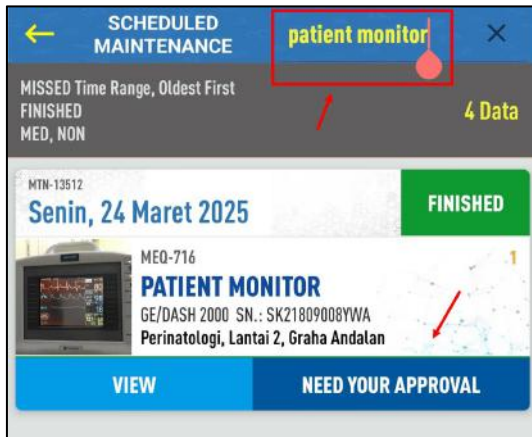 SCHEDULED
MAINTENANCE
patient monitor
MISSED Time Range, Oldest First
FINISHED
MED, NON
4 Data
MTN-13512
Senin, 24 Maret 2025
FINISHED
MEQ-716
1
PATIENT MONITOR
GE/DASH 2000 SN.: SK21809008YWA
Perinatologi, Lantai 2, Graha Andalan
VIEW
NEED YOUR APPROVAL